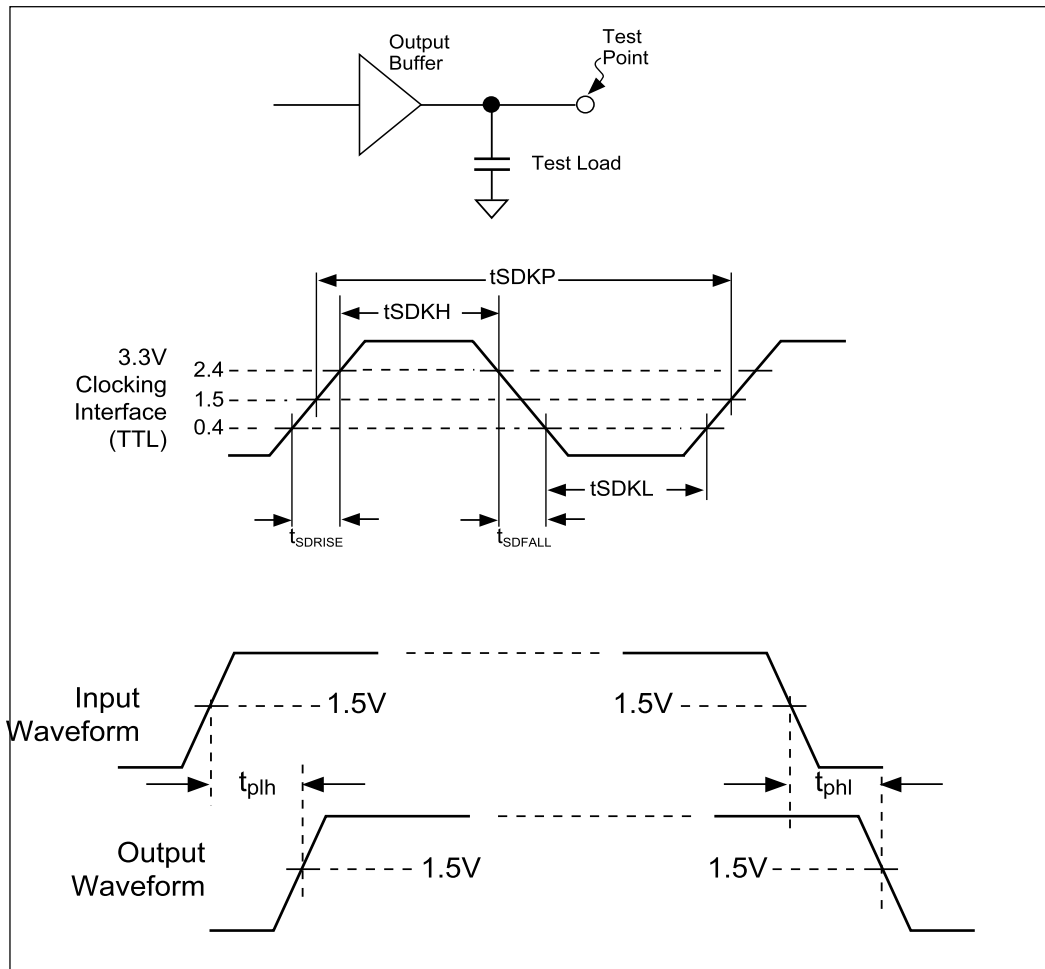 Output
Buffer
Test
Point
Test Load
tSDKP
tSDKH
3.3V
Clocking
Interface
(TTL)
2.4
1.5
0.4
tSDKL
tSDRISE
tSDFALL
Input
Waveform
1.5V
1.5V
tplh
tphl
Output
Waveform
1.5V
1.5V